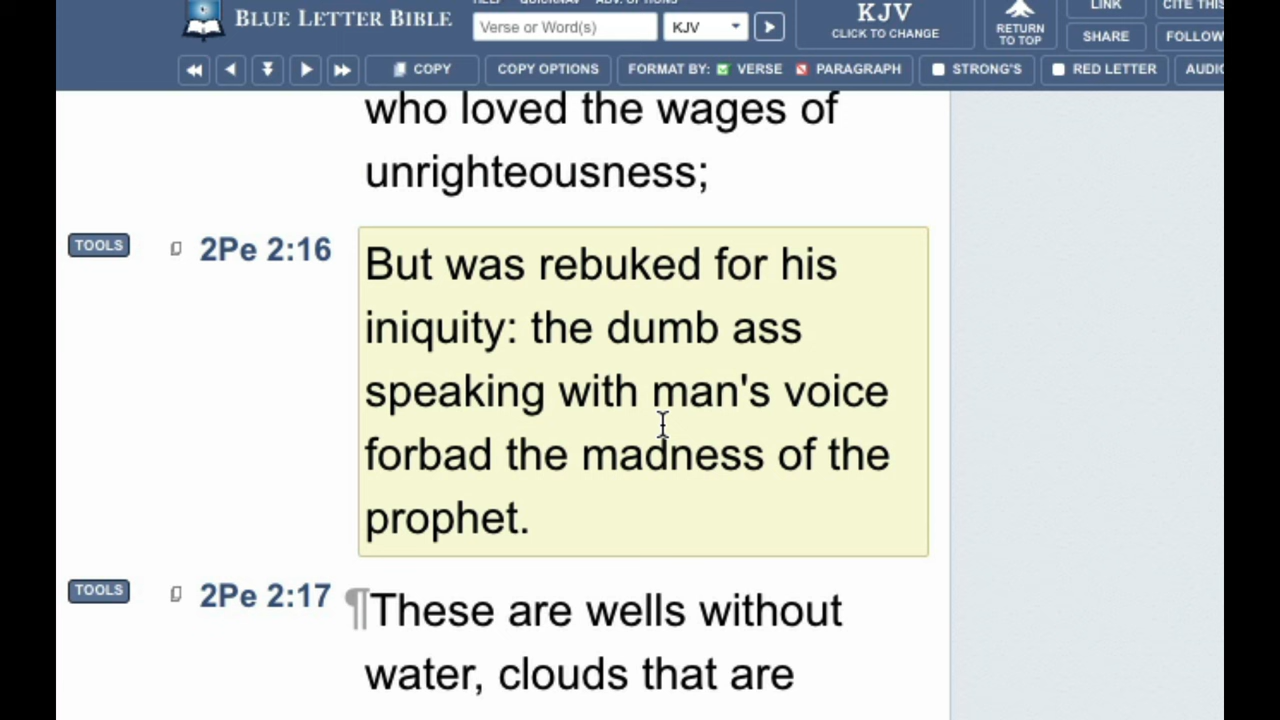 BLUE LETTER BIBLE
Verse or Word(s)
KJV
KJV
CLICK TO CHANGE
RETURN
TO TOP
LINK
SHARE
CITE THIS
FOLLOW
COPY
COPY OPTIONS
FORMAT BY: VERSE PARAGRAPH
STRONG'S
RED LETTER
AUDIO
who loved the wages of
unrighteousness;
TOOLS
2Pe 2:16
But was rebuked for his
iniquity: the dumb ass
speaking with man's voice
forbad the madness of the
prophet.
TOOLS
2Pe 2:17
¶These are wells without
water, clouds that are